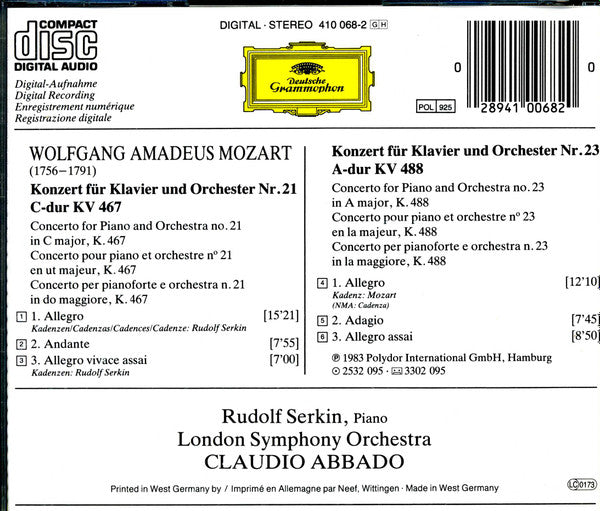 COMPACT
disc
DIGITAL AUDIO
DIGITAL · STEREO 410 068-2 GH
Deutsche
Grammophon
0
0
POL 925
28941 00682
Digital-Aufnahme
Digital Recording
Enregistrement numérique
Registrazione digitale
WOLFGANG AMADEUS MOZART
(1756–1791)
Konzert für Klavier und Orchester Nr. 21
C-dur KV 467
Concerto for Piano and Orchestra no. 21
in C major, K. 467
Concerto pour piano et orchestre nº 21
en ut majeur, K. 467
Concerto per pianoforte e orchestra n. 21
in do maggiore, K. 467
1 1. Allegro [15'21]
Kadenzen/Cadenzas/Cadences/Cadenze: Rudolf Serkin
2 2. Andante [7'55]
3 3. Allegro vivace assai [7'00]
Kadenzen: Rudolf Serkin
Konzert für Klavier und Orchester Nr. 23
A-dur KV 488
Concerto for Piano and Orchestra no. 23
in A major, K. 488
Concerto pour piano et orchestre nº 23
en la majeur, K. 488
Concerto per pianoforte e orchestra n. 23
in la maggiore, K. 488
4 1. Allegro [12'10]
Kadenz: Mozart
(NMA: Cadenza)
5 2. Adagio [7'45]
6 3. Allegro assai [8'50]
℗ 1983 Polydor International GmbH, Hamburg
2532 095 · 3302 095
Rudolf Serkin, Piano
London Symphony Orchestra
CLAUDIO ABBADO
Printed in West Germany by / Imprimé en Allemagne par Neef, Wittingen · Made in West Germany
LC 0173